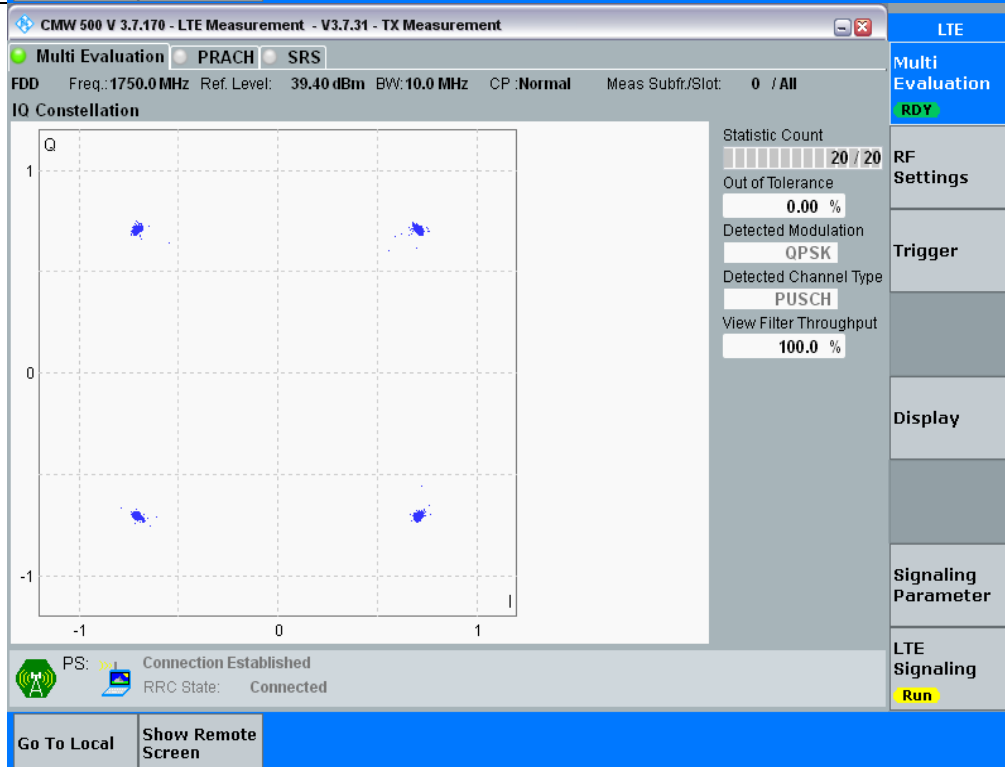 CMW 500 V 3.7.170 - LTE Measurement - V3.7.31 - TX Measurement
LTE
Multi Evaluation PRACH SRS
FDD Freq.:1750.0 MHz Ref. Level: 39.40 dBm BW:10.0 MHz CP :Normal Meas Subfr./Slot: 0 / All
IQ Constellation
Q
1
0
-1
I
-1 0 1
Statistic Count
20 / 20
Out of Tolerance
0.00 %
Detected Modulation
QPSK
Detected Channel Type
PUSCH
View Filter Throughput
100.0 %
Multi
Evaluation
RDY
RF
Settings
Trigger
Display
Signaling
Parameter
LTE
Signaling
Run
PS: Connection Established
RRC State: Connected
Go To Local
Show Remote
Screen